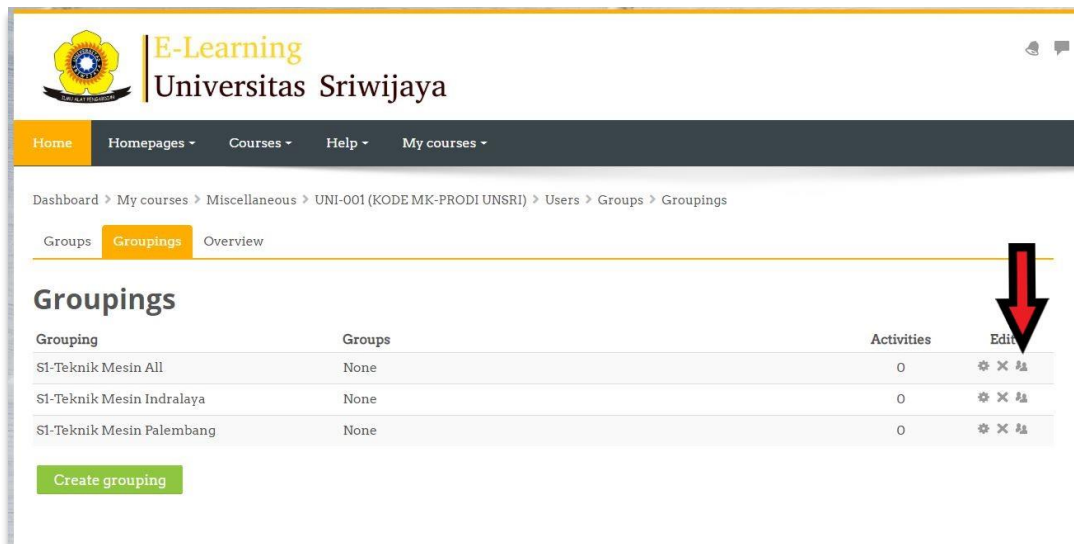 E-Learning
Universitas Sriwijaya
Home Homepages Courses Help My courses
Dashboard > My courses > Miscellaneous > UNI-001 (KODE MK-PRODI UNSRI) > Users > Groups > Groupings
Groups Groupings Overview
Groupings
Grouping Groups Activities Edit
S1-Teknik Mesin All None 0
S1-Teknik Mesin Indralaya None 0
S1-Teknik Mesin Palembang None 0
Create grouping